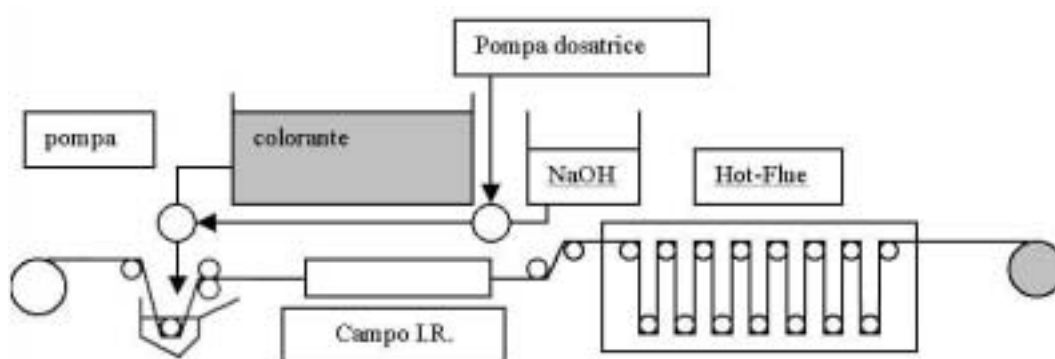 Pompa dosatrice
pompa
colorante
NaOH
Hot-Flue
Campo I.R.